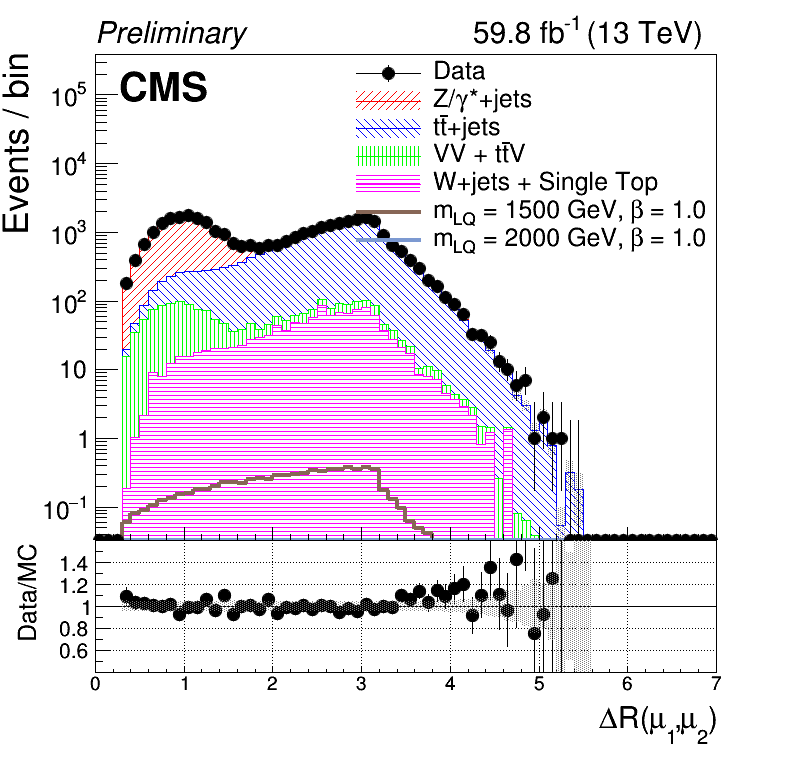 Preliminary 59.8 fb⁻¹ (13 TeV)
CMS
Data
Z/γ*+jets
tt̄+jets
VV + tt̄V
W+jets + Single Top
m_LQ = 1500 GeV, β = 1.0
m_LQ = 2000 GeV, β = 1.0
Events / bin
10⁵
10⁴
10³
10²
10
1
10⁻¹
Data/MC
1.4
1.2
1
0.8
0.6
0 1 2 3 4 5 6 7
ΔR(μ₁,μ₂)